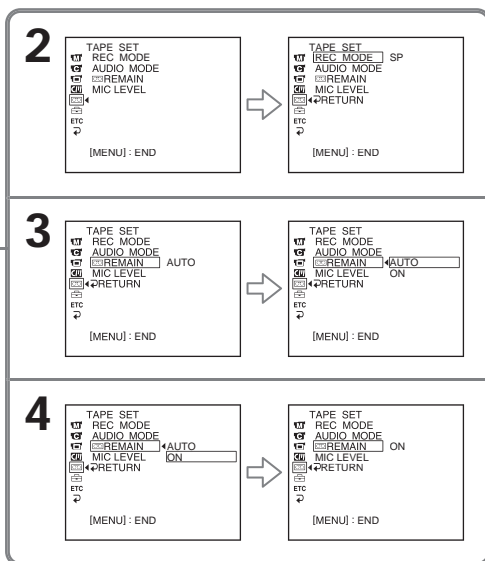 2
TAPE SET
REC MODE
AUDIO MODE
REMAIN
MIC LEVEL
ETC
[MENU] : END
TAPE SET
REC MODE SP
AUDIO MODE
REMAIN
MIC LEVEL
RETURN
ETC
[MENU] : END
3
TAPE SET
REC MODE
AUDIO MODE
REMAIN AUTO
MIC LEVEL
RETURN
ETC
[MENU] : END
TAPE SET
REC MODE
AUDIO MODE
REMAIN AUTO
MIC LEVEL ON
RETURN
ETC
[MENU] : END
4
TAPE SET
REC MODE
AUDIO MODE
REMAIN AUTO
MIC LEVEL ON
RETURN
ETC
[MENU] : END
TAPE SET
REC MODE
AUDIO MODE
REMAIN ON
MIC LEVEL
RETURN
ETC
[MENU] : END